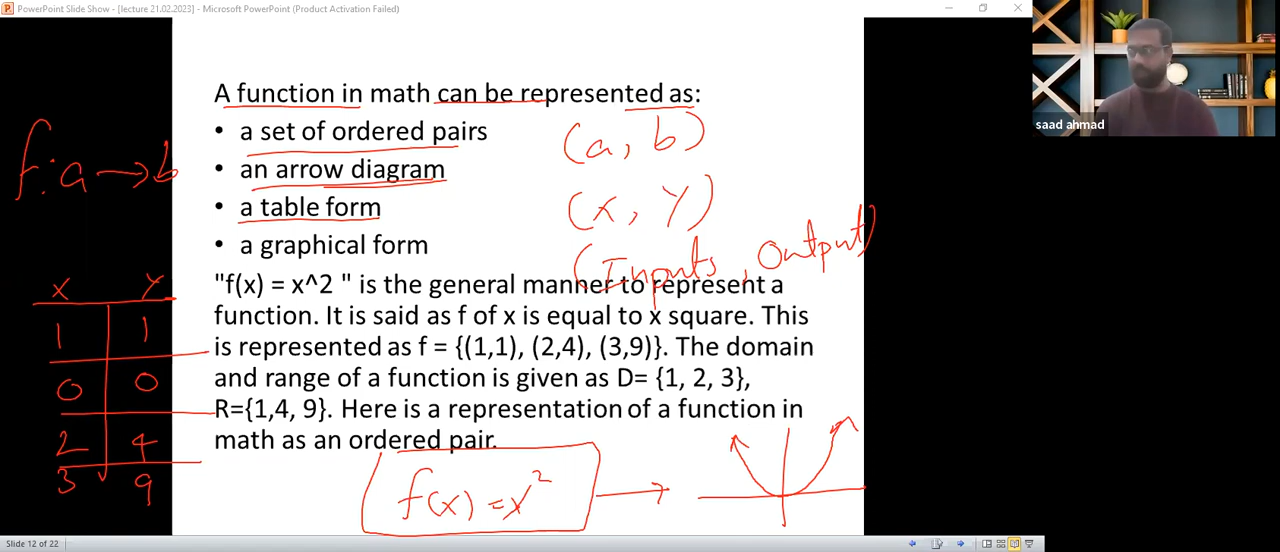 PowerPoint Slide Show - [lecture 21.02.2023] - Microsoft PowerPoint (Product Activation Failed)
saad ahmad
A function in math can be represented as:
• a set of ordered pairs
(a, b)
• an arrow diagram
f: a → b
• a table form
(x, y)
• a graphical form
(Inputs, Output)
"f(x) = x^2 " is the general manner to represent a
function. It is said as f of x is equal to x square. This
is represented as f = {(1,1), (2,4), (3,9)}. The domain
and range of a function is given as D= {1, 2, 3},
R={1,4, 9}. Here is a representation of a function in
math as an ordered pair.
x y
1 1
0 0
2 4
3 9
f(x) = x²
Slide 12 of 22